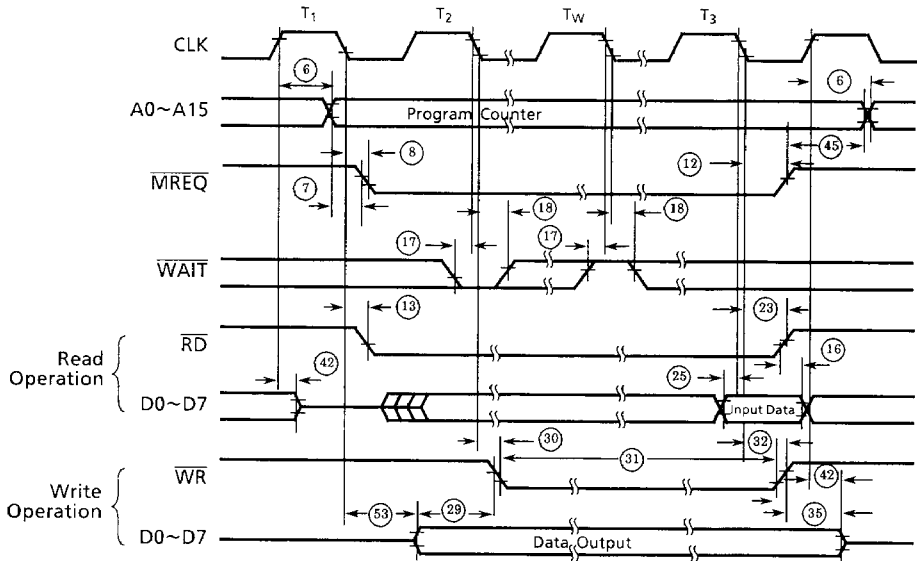 T1 T2 TW T3
CLK
6 6
A0~A15 Program Counter
8 12 45
MREQ
7 18 18
17 17
WAIT
13 23
RD
Read Operation
42 25 16
D0~D7 Input Data
30 31 32
WR
42
Write Operation
53 29 35
D0~D7 Data Output